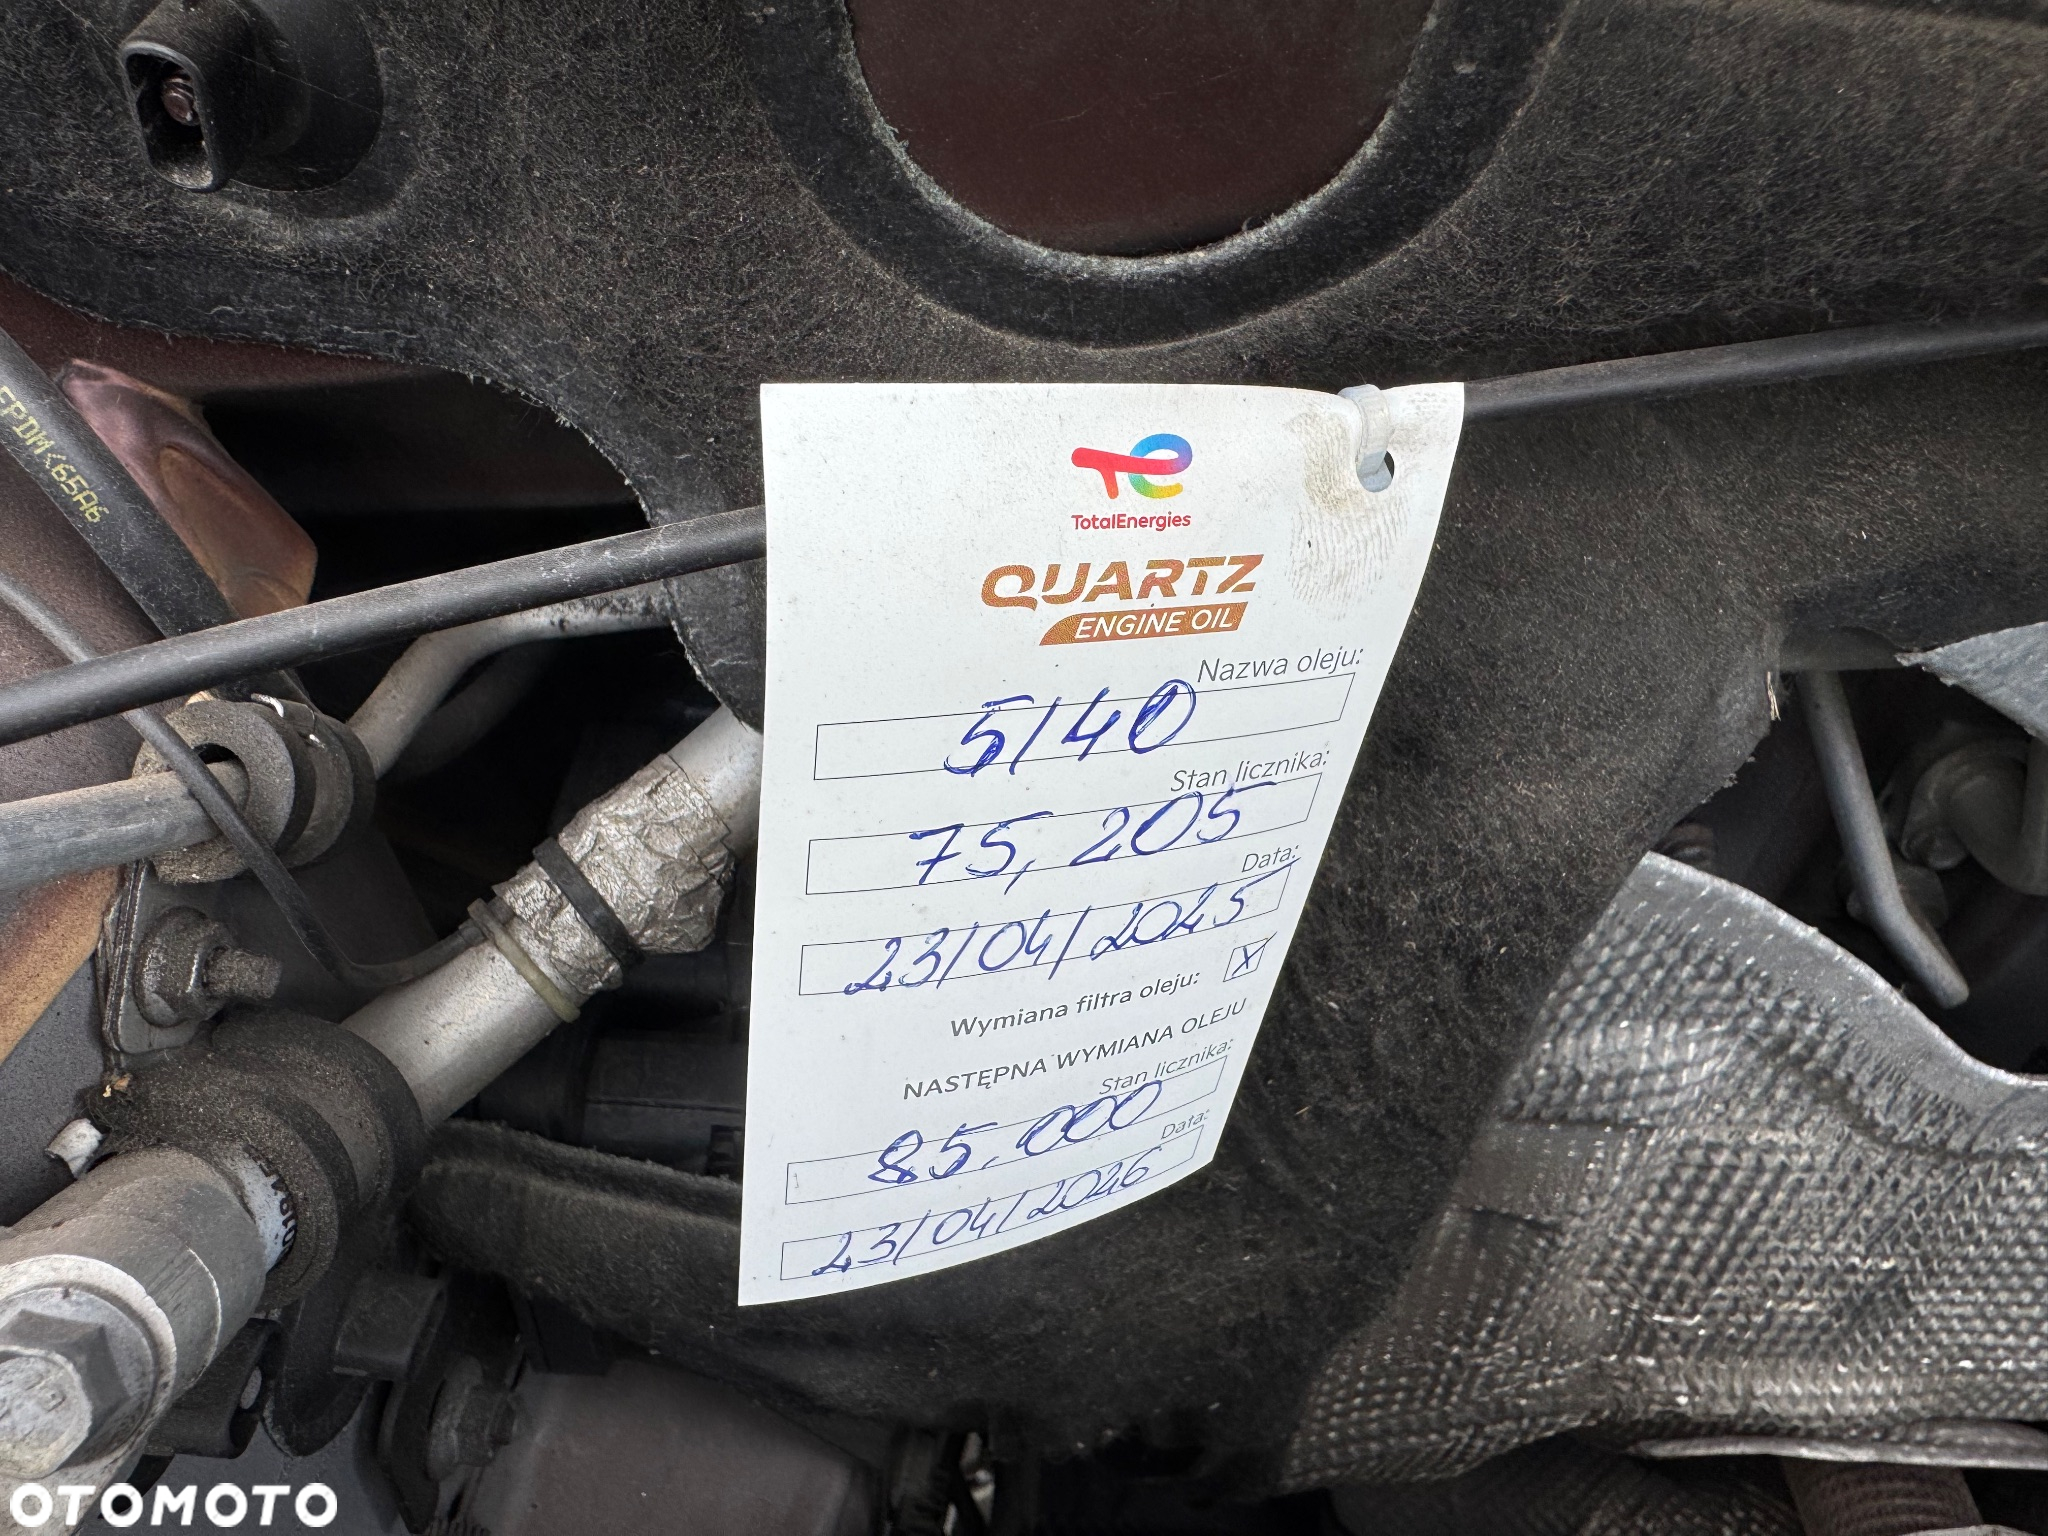 EPDM<65A6
TotalEnergies
QUARTZ
ENGINE OIL
Nazwa oleju:
5/40
Stan licznika:
75,205
Data:
23/04/2025
Wymiana filtra oleju: X
NASTĘPNA WYMIANA OLEJU
Stan licznika:
85.000
Data:
23/04/2026
OTOMOTO